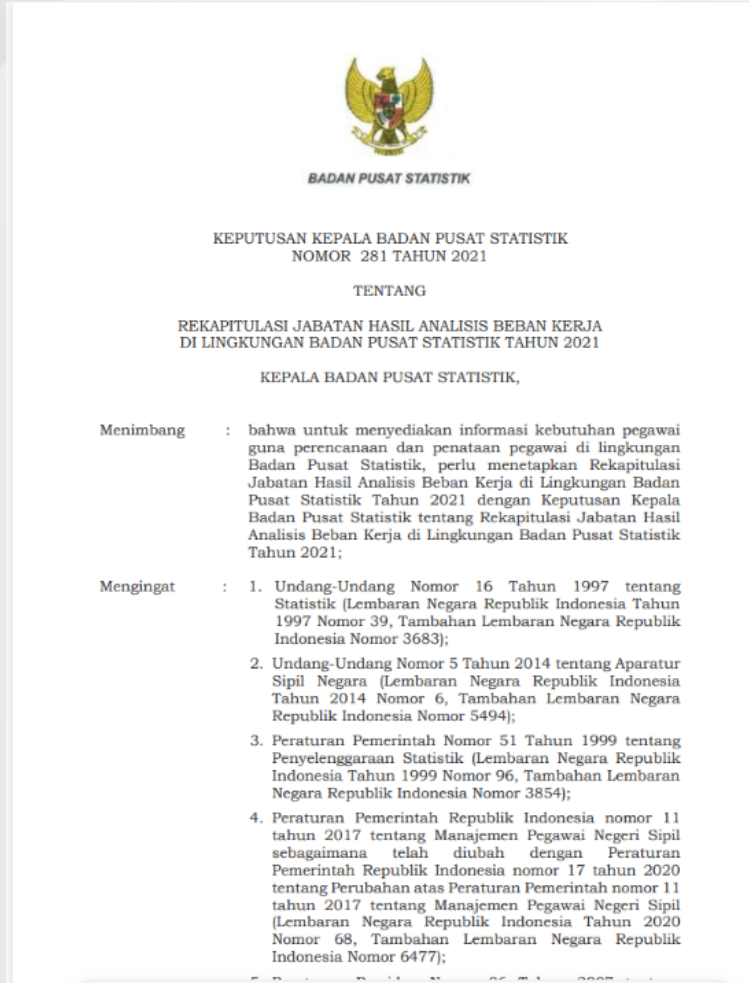 BADAN PUSAT STATISTIK
KEPUTUSAN KEPALA BADAN PUSAT STATISTIK
NOMOR 281 TAHUN 2021
TENTANG
REKAPITULASI JABATAN HASIL ANALISIS BEBAN KERJA
DI LINGKUNGAN BADAN PUSAT STATISTIK TAHUN 2021
KEPALA BADAN PUSAT STATISTIK,
Menimbang : bahwa untuk menyediakan informasi kebutuhan pegawai
guna perencanaan dan penataan pegawai di lingkungan
Badan Pusat Statistik, perlu menetapkan Rekapitulasi
Jabatan Hasil Analisis Beban Kerja di Lingkungan Badan
Pusat Statistik Tahun 2021 dengan Keputusan Kepala
Badan Pusat Statistik tentang Rekapitulasi Jabatan Hasil
Analisis Beban Kerja di Lingkungan Badan Pusat Statistik
Tahun 2021;
Mengingat : 1. Undang-Undang Nomor 16 Tahun 1997 tentang
Statistik (Lembaran Negara Republik Indonesia Tahun
1997 Nomor 39, Tambahan Lembaran Negara Republik
Indonesia Nomor 3683);
2. Undang-Undang Nomor 5 Tahun 2014 tentang Aparatur
Sipil Negara (Lembaran Negara Republik Indonesia
Tahun 2014 Nomor 6, Tambahan Lembaran Negara
Republik Indonesia Nomor 5494);
3. Peraturan Pemerintah Nomor 51 Tahun 1999 tentang
Penyelenggaraan Statistik (Lembaran Negara Republik
Indonesia Tahun 1999 Nomor 96, Tambahan Lembaran
Negara Republik Indonesia Nomor 3854);
4. Peraturan Pemerintah Republik Indonesia nomor 11
tahun 2017 tentang Manajemen Pegawai Negeri Sipil
sebagaimana telah diubah dengan Peraturan
Pemerintah Republik Indonesia nomor 17 tahun 2020
tentang Perubahan atas Peraturan Pemerintah nomor 11
tahun 2017 tentang Manajemen Pegawai Negeri Sipil
(Lembaran Negara Republik Indonesia Tahun 2020
Nomor 68, Tambahan Lembaran Negara Republik
Indonesia Nomor 6477);